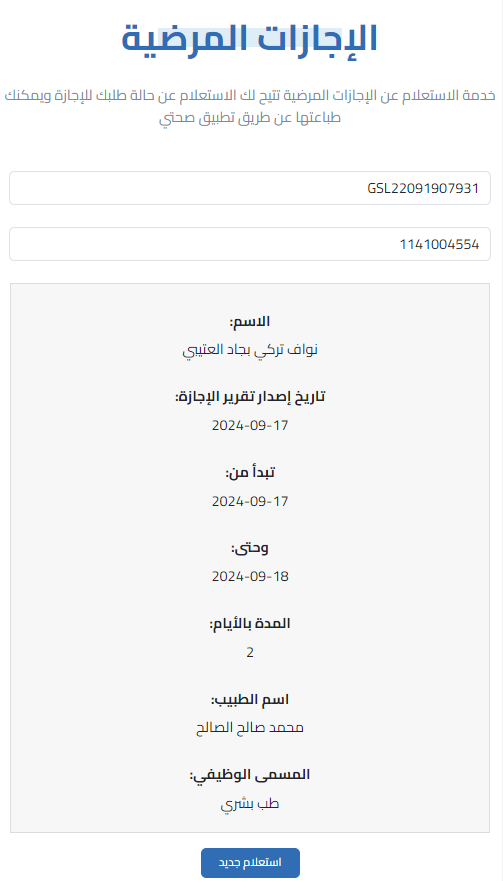 الإجازات المرضية
خدمة الاستعلام عن الإجازات المرضية تتيح لك الاستعلام عن حالة طلبك للإجازة ويمكنك
طباعتها عن طريق تطبيق صحتي
GSL22091907931
1141004554
الاسم:
نواف تركي بجاد العتيبي
تاريخ إصدار تقرير الإجازة:
2024-09-17
تبدأ من:
2024-09-17
وحتى:
2024-09-18
المدة بالأيام:
2
اسم الطبيب:
محمد صالح الصالح
المسمى الوظيفي:
طب بشري
استعلام جديد